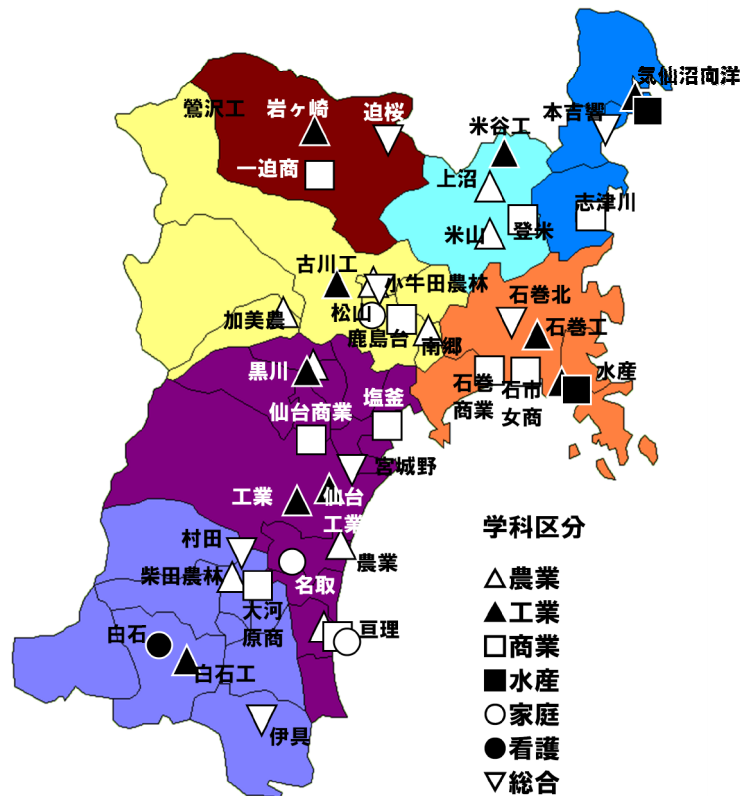 気仙沼向洋
鶯沢工
岩ヶ崎
迫桜
本吉響
米谷工
一迫商
上沼
志津川
米山
登米
古川工
小牛田農林
石巻北
加美農
松山
石巻工
鹿島台
南郷
黒川
水産
石巻
商業
石市
女商
塩釜
仙台商業
宮城野
工業
仙台
工業
学科区分
村田
農業
柴田農林
名取
△農業
大河
原商
▲工業
亘理
白石
□商業
白石工
■水産
○家庭
伊具
●看護
▽総合